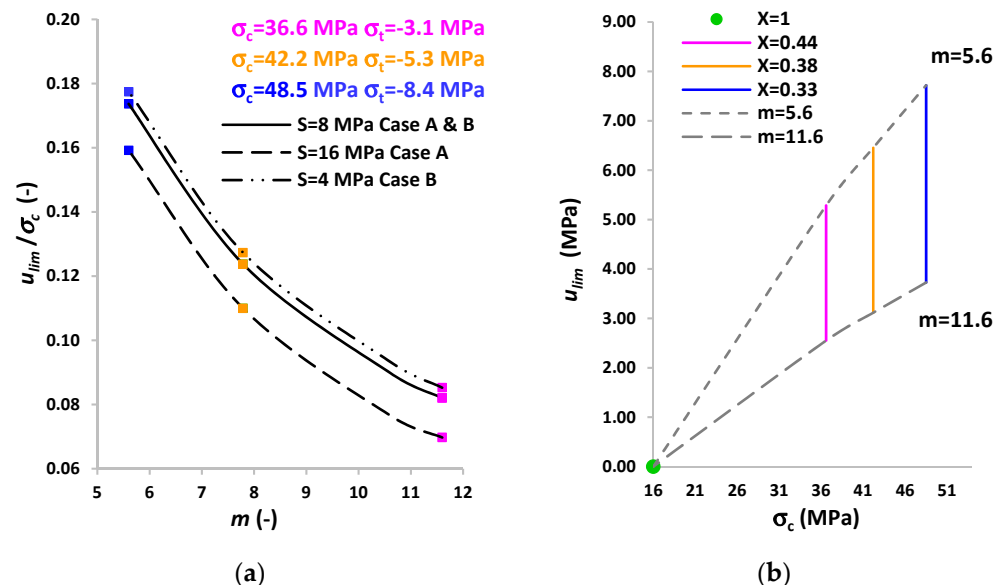 σc=36.6 MPa σt=-3.1 MPa
σc=42.2 MPa σt=-5.3 MPa
σc=48.5 MPa σt=-8.4 MPa
S=8 MPa Case A & B
S=16 MPa Case A
S=4 MPa Case B
0.20
0.18
0.16
0.14
0.12
0.10
0.08
0.06
ulim/σc (-)
5 6 7 8 9 10 11 12
m (-)
(a)
X=1
X=0.44
X=0.38
X=0.33
m=5.6
m=11.6
m=5.6
m=11.6
9.00
8.00
7.00
6.00
5.00
4.00
3.00
2.00
1.00
0.00
ulim (MPa)
16 21 26 31 36 41 46 51
σc (MPa)
(b)